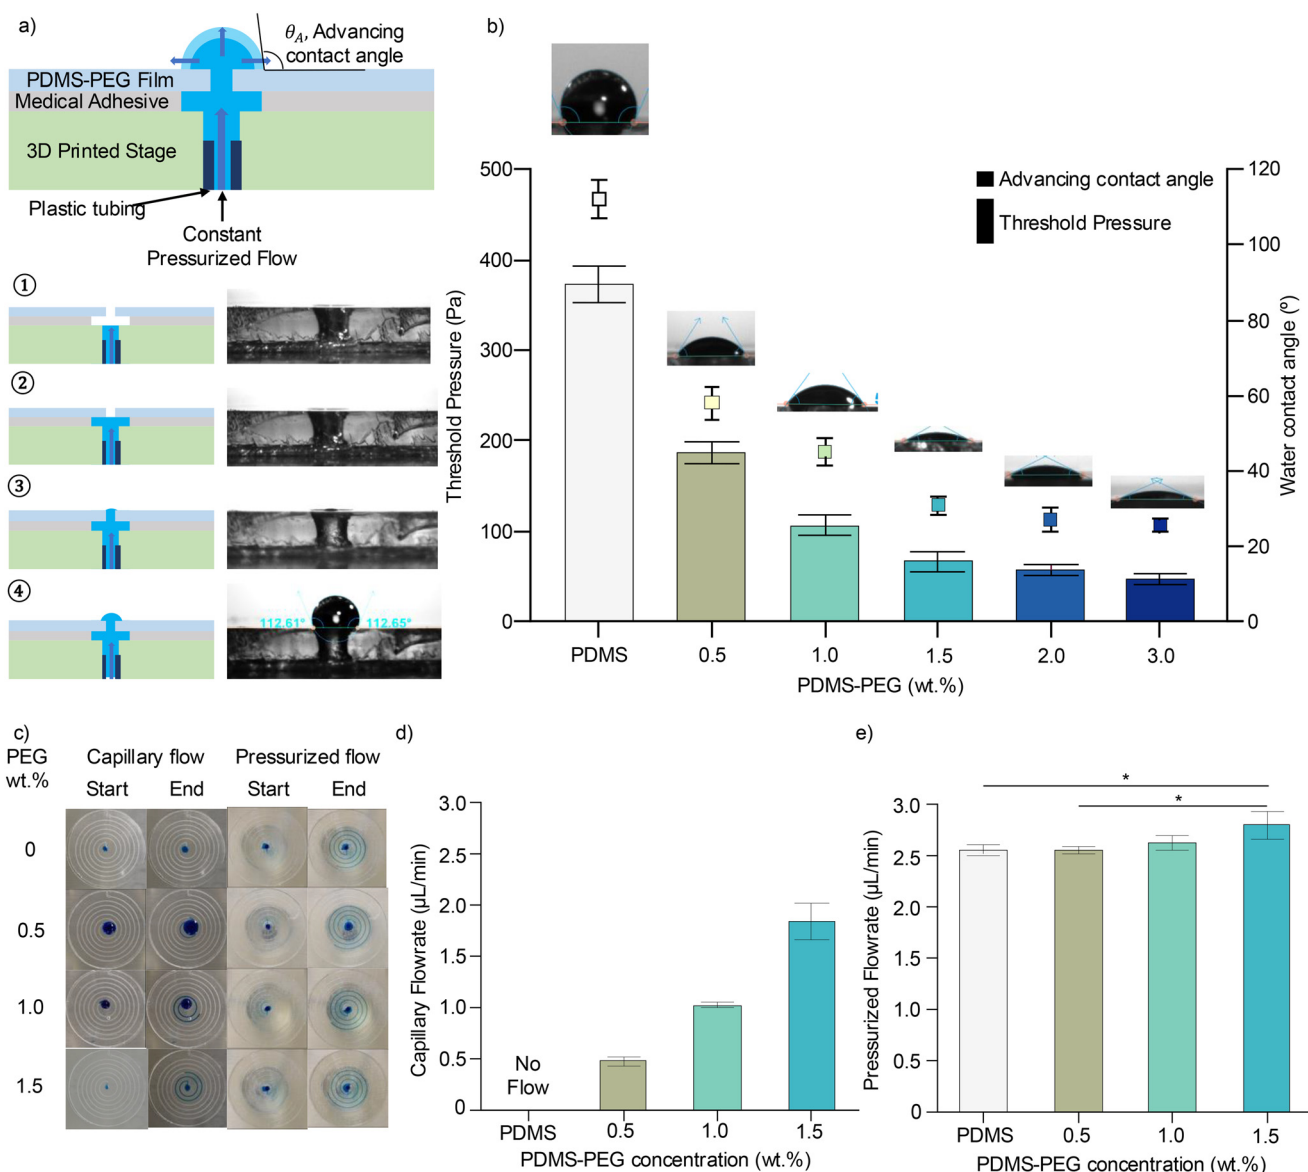 a)
θA, Advancing
contact angle
PDMS-PEG Film
Medical Adhesive
3D Printed Stage
Plastic tubing
Constant
Pressurized Flow
①
②
③
④
112.61°
112.65°
b)
Advancing contact angle
Threshold Pressure
Threshold Pressure (Pa)
500
400
300
200
100
0
Water contact angle (º)
120
100
80
60
40
20
0
PDMS
0.5
1.0
1.5
2.0
3.0
PDMS-PEG (wt.%)
c)
PEG
wt.%
Capillary flow
Pressurized flow
Start
End
Start
End
0
0.5
1.0
1.5
d)
Capillary Flowrate (µL/min)
3.0
2.5
2.0
1.5
1.0
0.5
0
No
Flow
PDMS
0.5
1.0
1.5
PDMS-PEG concentration (wt.%)
e)
*
*
Pressurized Flowrate (µL/min)
3.0
2.5
2.0
1.5
1.0
0.5
0
PDMS
0.5
1.0
1.5
PDMS-PEG concentration (wt.%)